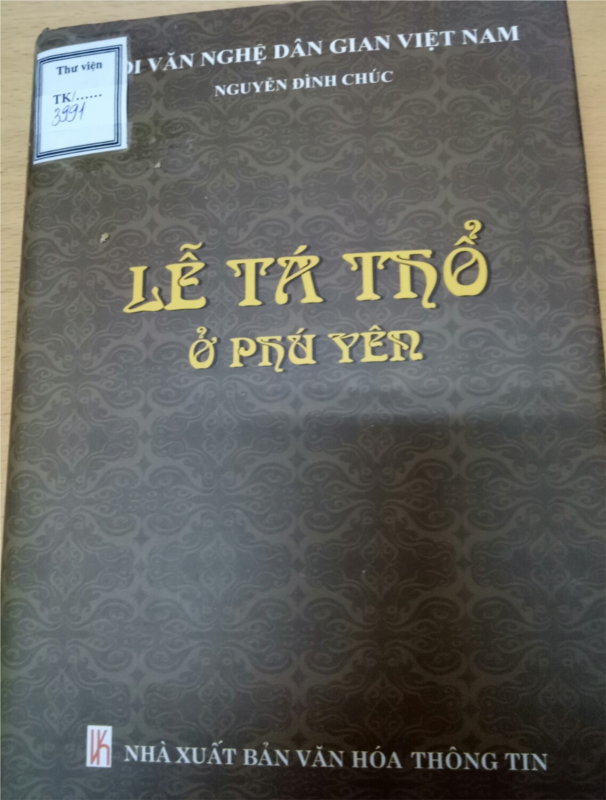 ỘI VĂN NGHỆ DÂN GIAN VIỆT NAM
NGUYỄN ĐÌNH CHÚC
Thư viện
TK/......
3991
LỄ TÁ THỔ
Ở PHÚ YÊN
NHÀ XUẤT BẢN VĂN HÓA THÔNG TIN